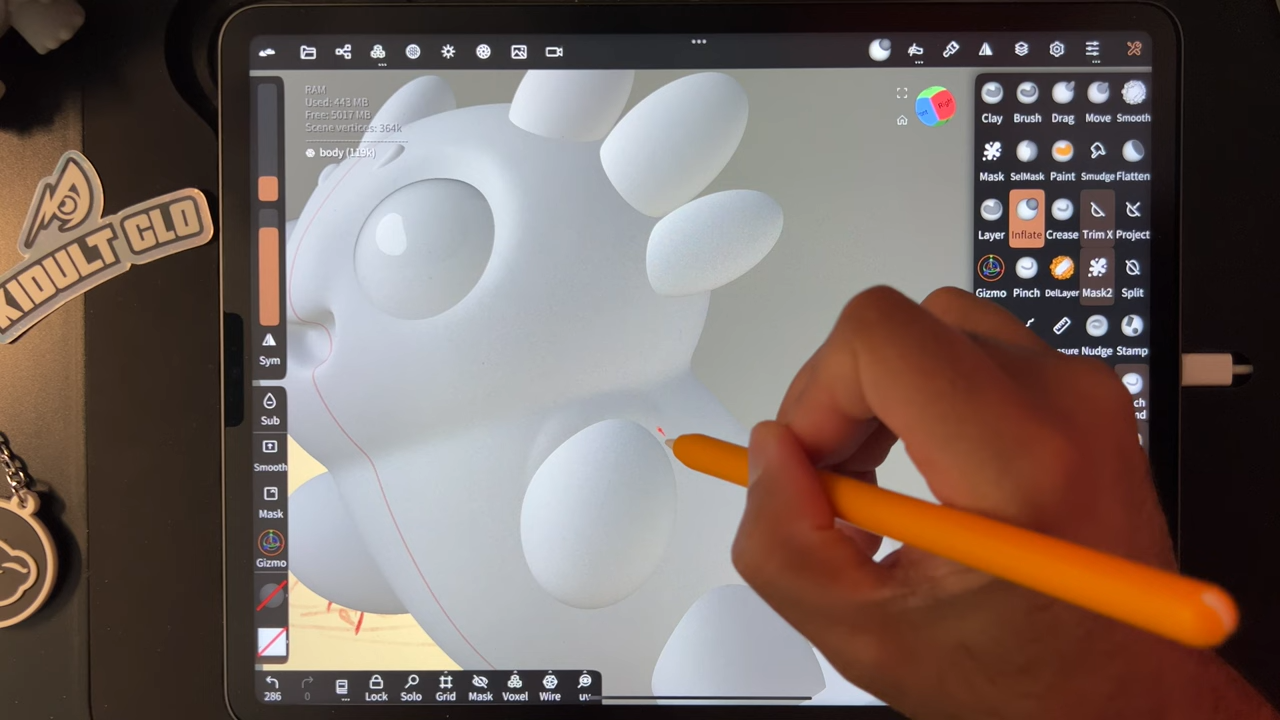 RAM
Used: 443 MB
Free: 5017 MB
Scene vertices: 364k
body (119k)
Right
Clay Brush Drag Move Smooth
Mask SelMask Paint Smudge Flatten
Layer Inflate Crease Trim X Project
Gizmo Pinch DelLayer Mask2 Split
Nudge Stamp
Sym
Sub
Smooth
Mask
Gizmo
286 0 Lock Solo Grid Mask Voxel Wire
KIDULT CLO